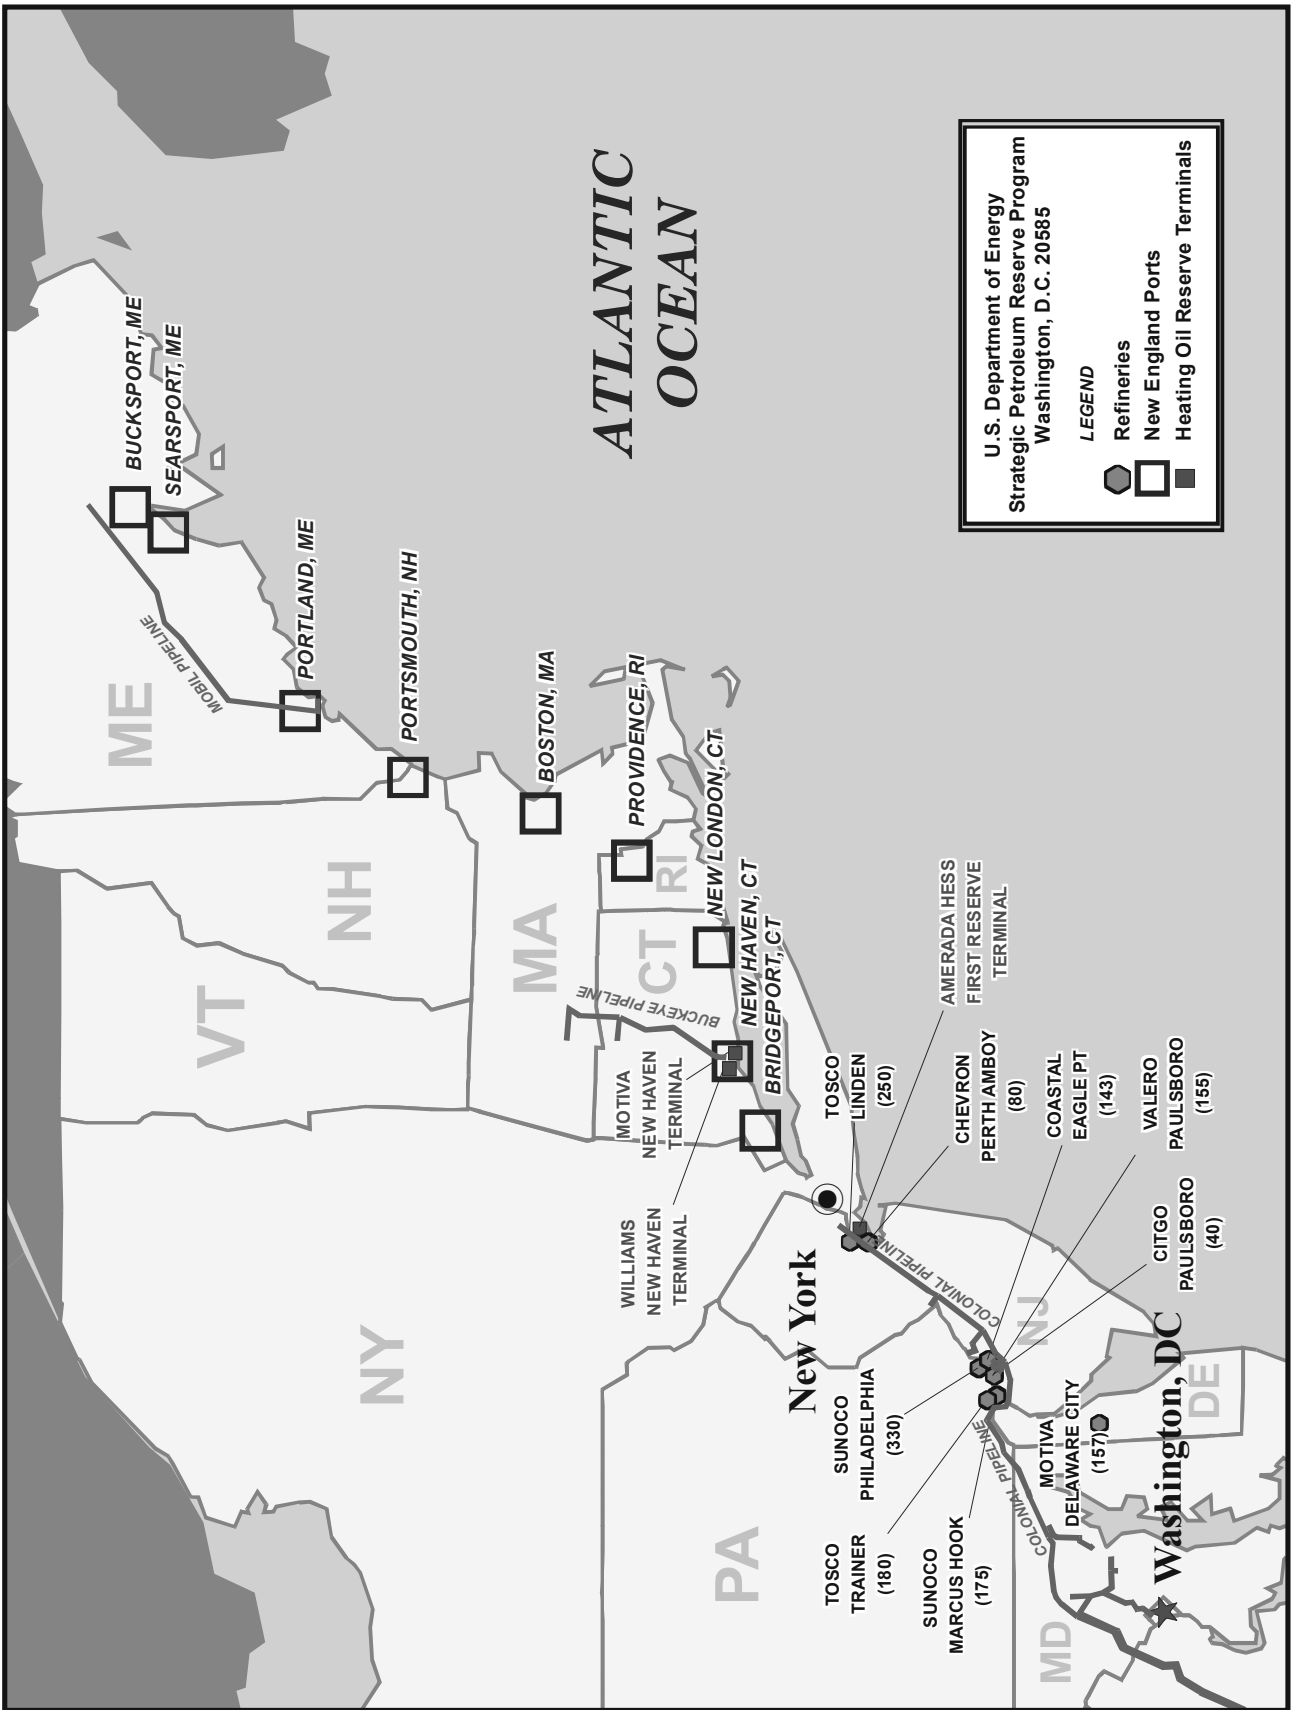 BUCKSPORT, ME
SEARSPORT, ME
MOBIL PIPELINE
ME
PORTLAND, ME
PORTSMOUTH, NH
BOSTON, MA
PROVIDENCE, RI
NEW LONDON, CT
NEW HAVEN, CT
BRIDGEPORT, CT
VT
NH
MA
RI
CT
BUCKEYE PIPELINE
NY
PA
NJ
DE
MD
ATLANTIC
OCEAN
MOTIVA
NEW HAVEN
TERMINAL
WILLIAMS
NEW HAVEN
TERMINAL
New York
AMERADA HESS
FIRST RESERVE
TERMINAL
TOSCO
LINDEN
(250)
CHEVRON
PERTH AMBOY
(80)
COASTAL
EAGLE PT
(143)
VALERO
PAULSBORO
(155)
CITGO
PAULSBORO
(40)
COLONIAL PIPELINE
SUNOCO
PHILADELPHIA
(330)
TOSCO
TRAINER
(180)
SUNOCO
MARCUS HOOK
(175)
COLONIAL PIPELINE
MOTIVA
DELAWARE CITY
(157)
Washington, DC
U.S. Department of Energy
Strategic Petroleum Reserve Program
Washington, D.C. 20585
LEGEND
Refineries
New England Ports
Heating Oil Reserve Terminals